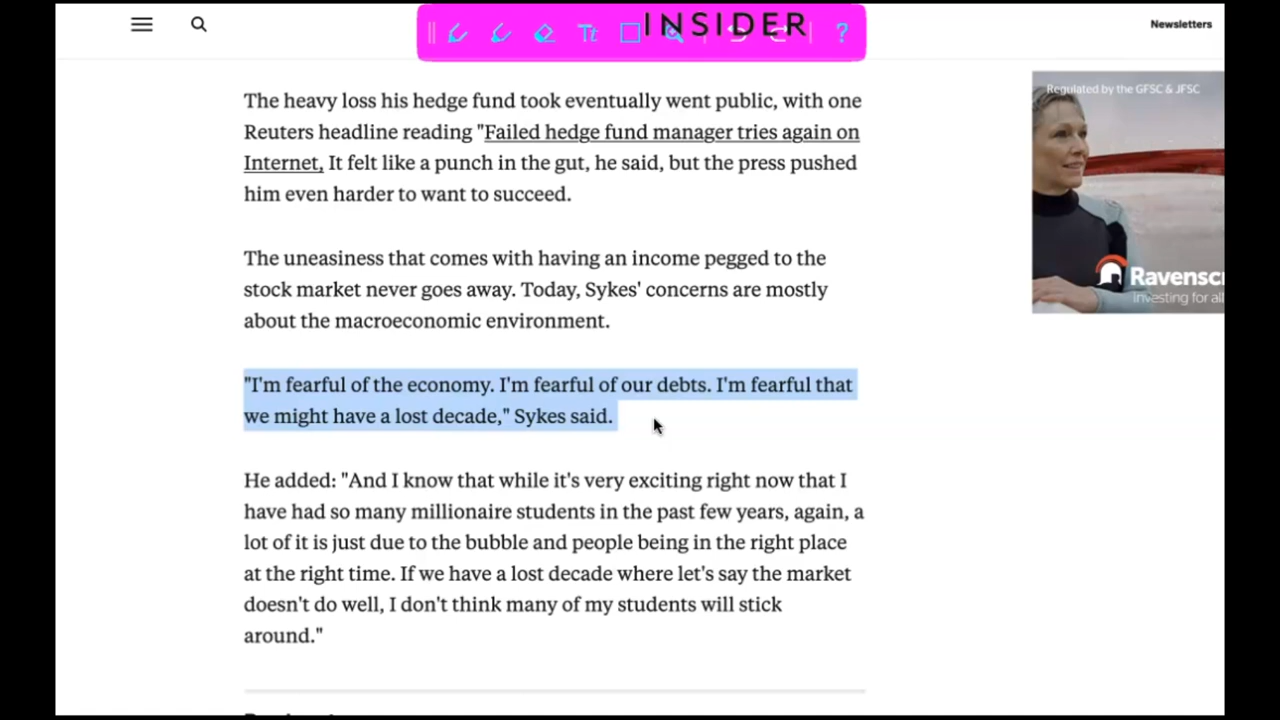 INSIDER
Tt
?
Newsletters
Regulated by the GFSC & JFSC
The heavy loss his hedge fund took eventually went public, with one
Reuters headline reading "Failed hedge fund manager tries again on
Internet, It felt like a punch in the gut, he said, but the press pushed
him even harder to want to succeed.
The uneasiness that comes with having an income pegged to the
stock market never goes away. Today, Sykes' concerns are mostly
about the macroeconomic environment.
Ravenscr
investing for all
"I'm fearful of the economy. I'm fearful of our debts. I'm fearful that
we might have a lost decade," Sykes said.
He added: "And I know that while it's very exciting right now that I
have had so many millionaire students in the past few years, again, a
lot of it is just due to the bubble and people being in the right place
at the right time. If we have a lost decade where let's say the market
doesn't do well, I don't think many of my students will stick
around."